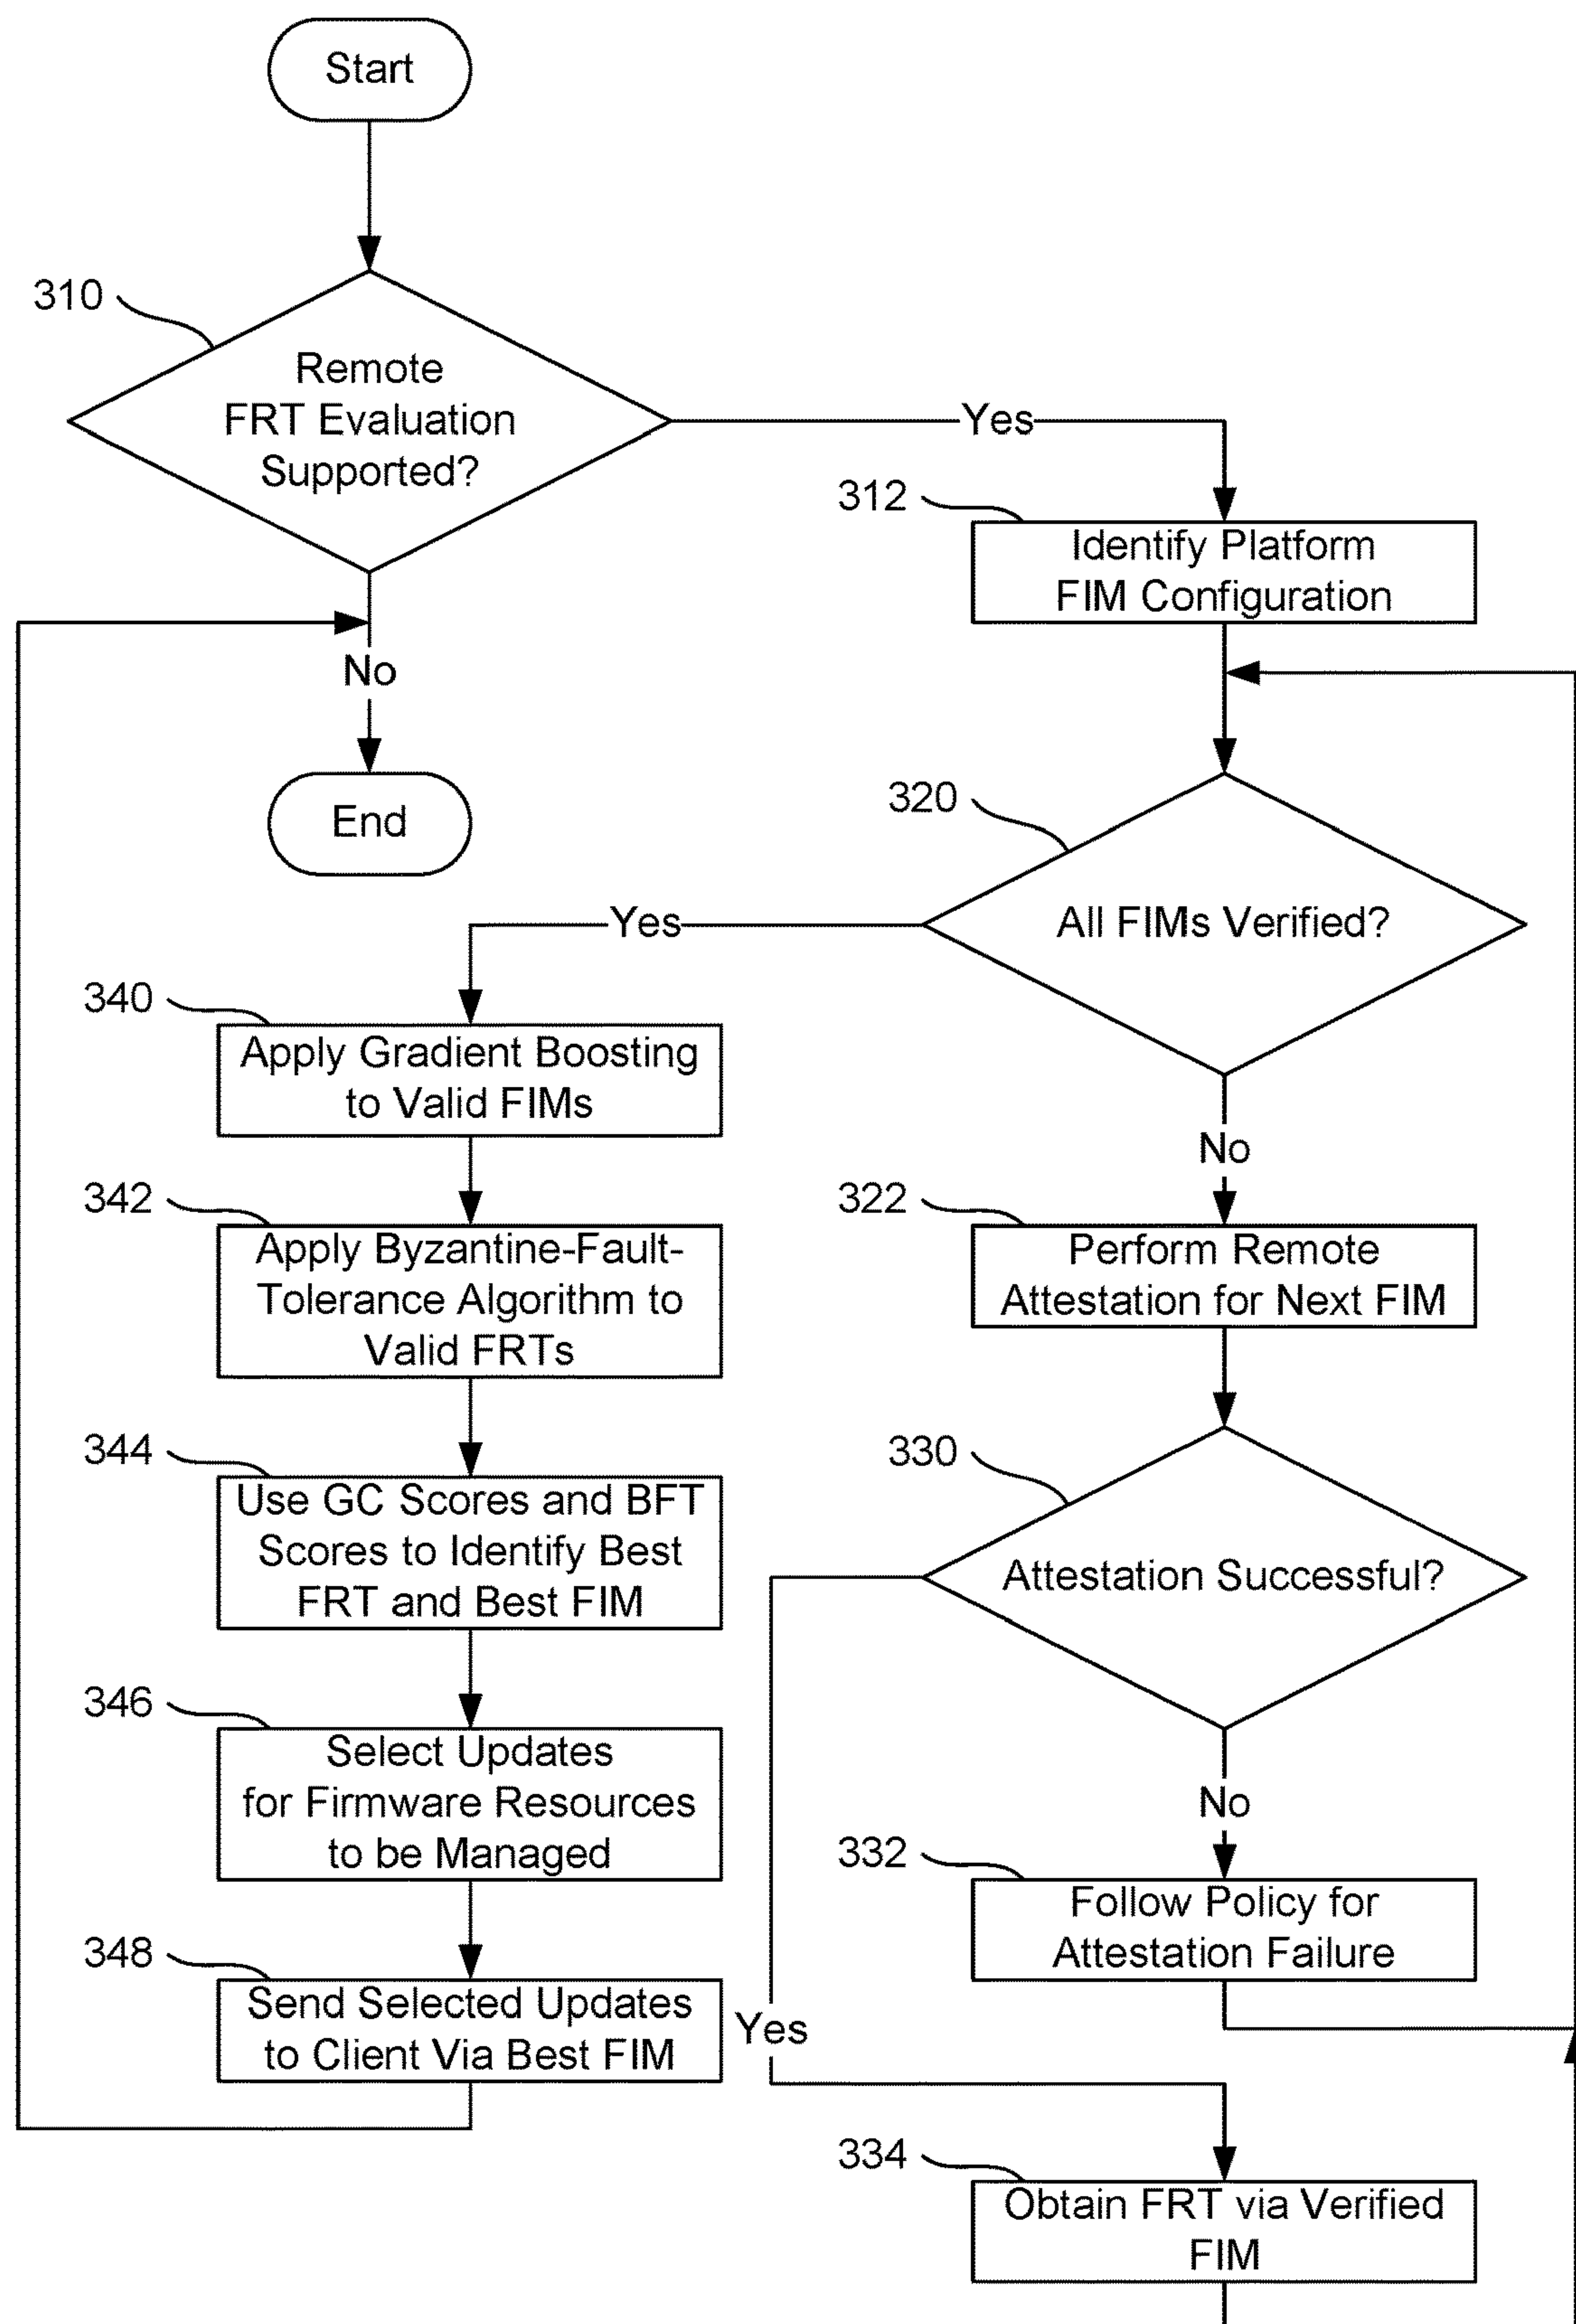 Start
310
Remote
FRT Evaluation
Supported?
Yes
312
Identify Platform
FIM Configuration
No
End
320
All FIMs Verified?
Yes
340
Apply Gradient Boosting
to Valid FIMs
No
342
Apply Byzantine-Fault-
Tolerance Algorithm to
Valid FRTs
322
Perform Remote
Attestation for Next FIM
344
Use GC Scores and BFT
Scores to Identify Best
FRT and Best FIM
330
Attestation Successful?
346
Select Updates
for Firmware Resources
to be Managed
No
332
Follow Policy for
Attestation Failure
348
Send Selected Updates
to Client Via Best FIM
Yes
334
Obtain FRT via Verified
FIM